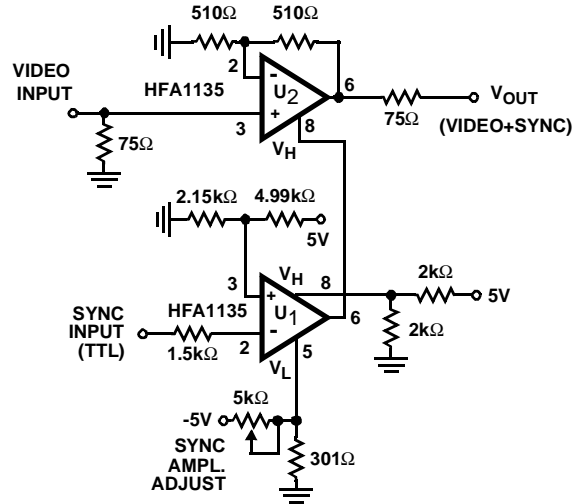 510Ω 510Ω
2 - 6
VIDEO INPUT
HFA1135
U2
VOUT
3 + 8
75Ω
(VIDEO+SYNC)
75Ω
VH
2.15kΩ 4.99kΩ
5V
VH 8
2kΩ
3 +
5V
HFA1135
U1
6
SYNC INPUT (TTL)
2 -
5
2kΩ
1.5kΩ
VL
5kΩ
-5V
SYNC AMPL. ADJUST
301Ω